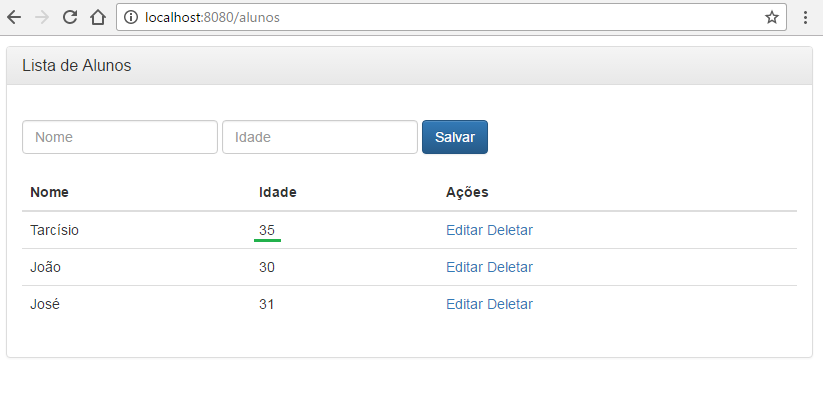 localhost:8080/alunos
Lista de Alunos
Nome Idade Salvar
Nome Idade Ações
Tarcísio 35 Editar Deletar
João 30 Editar Deletar
José 31 Editar Deletar